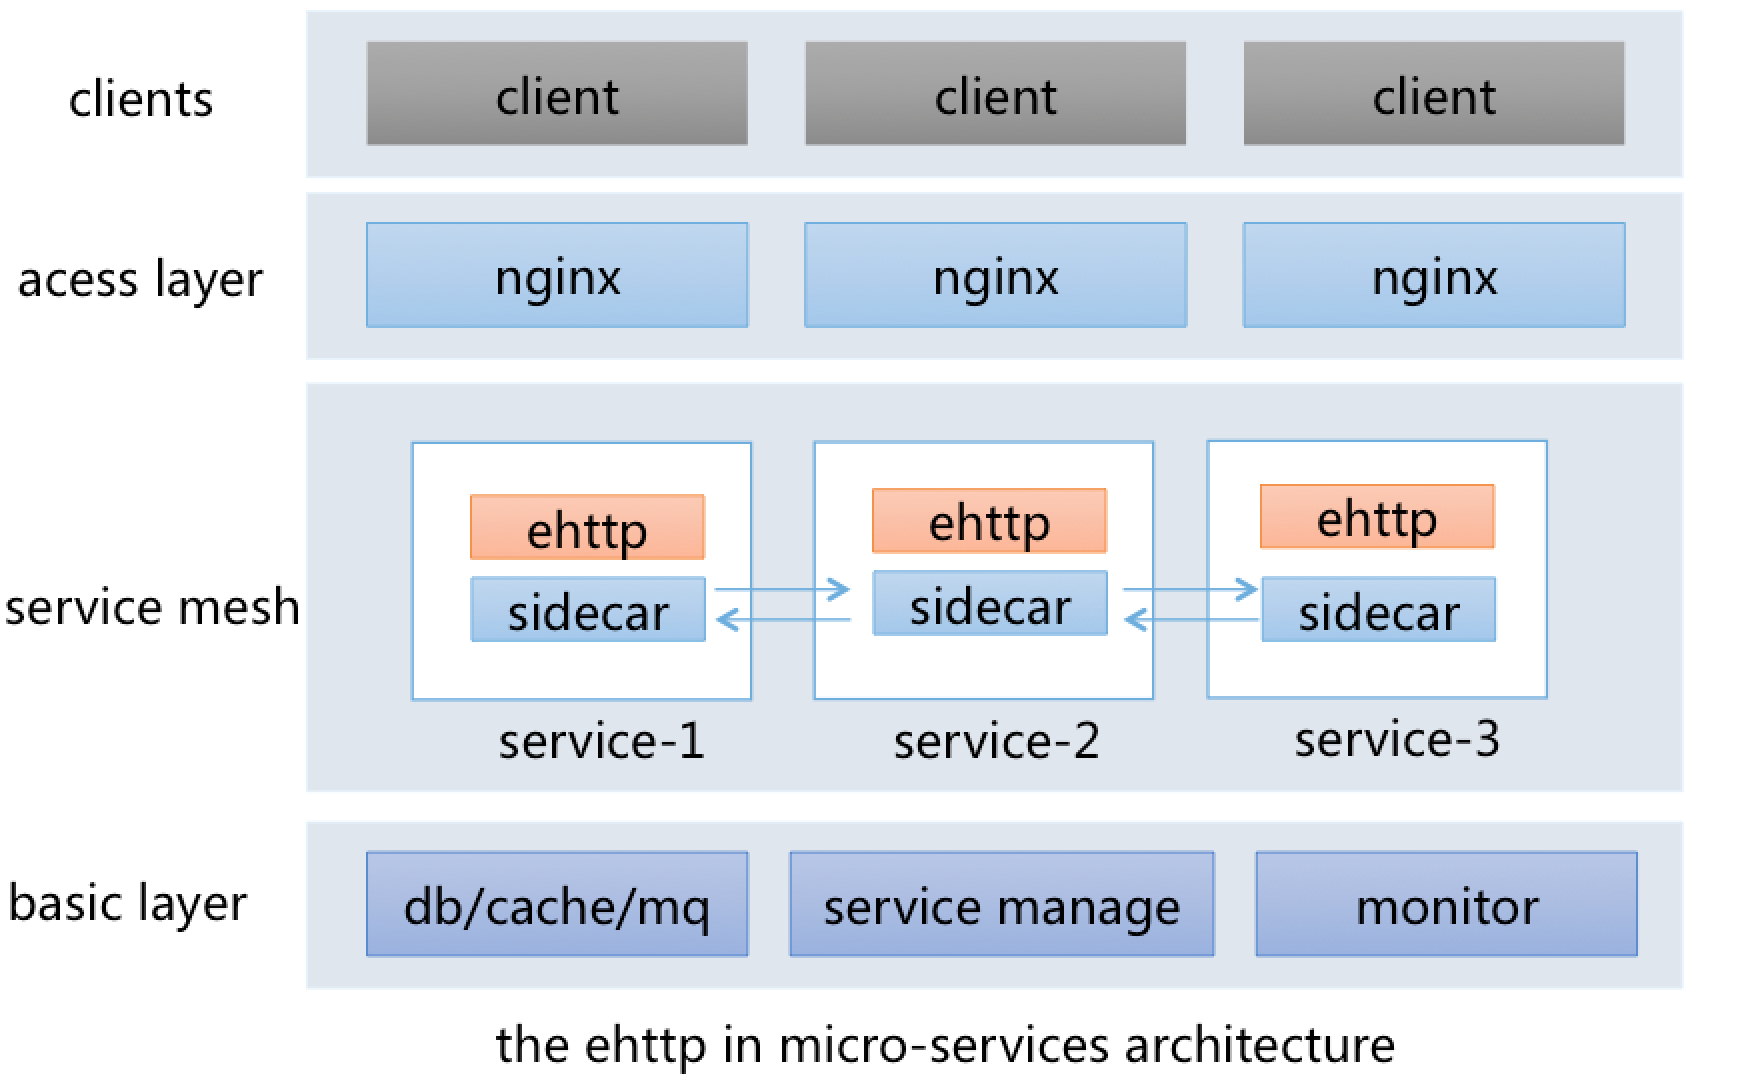 clients
client
client
client
acess layer
nginx
nginx
nginx
service mesh
ehttp
sidecar
service-1
ehttp
sidecar
service-2
ehttp
sidecar
service-3
basic layer
db/cache/mq
service manage
monitor
the ehttp in micro-services architecture